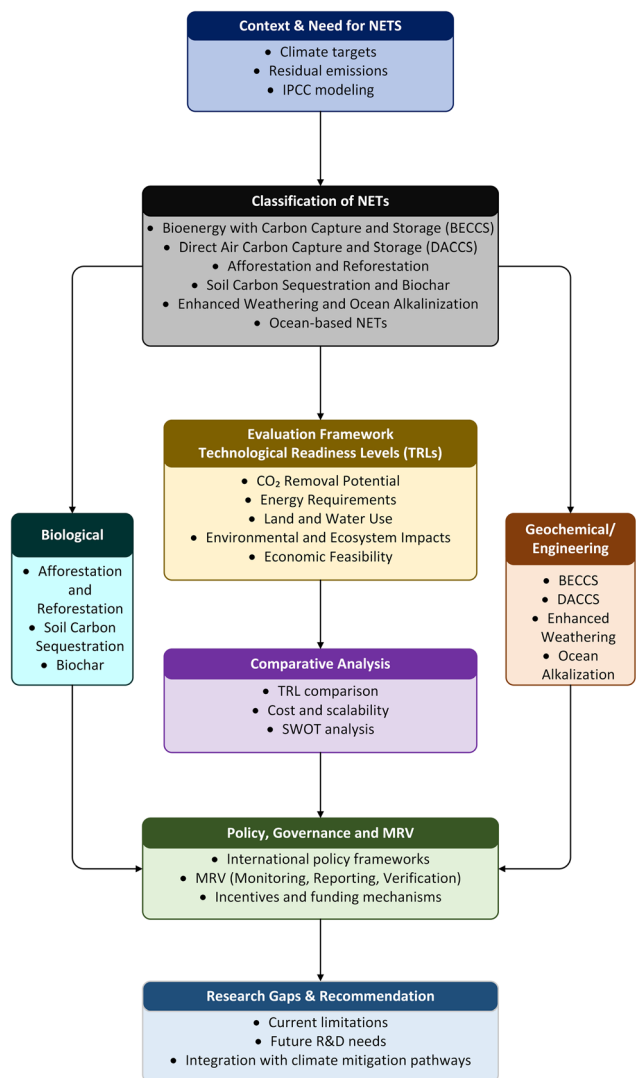 Context & Need for NETS
• Climate targets
• Residual emissions
• IPCC modeling
Classification of NETs
• Bioenergy with Carbon Capture and Storage (BECCS)
• Direct Air Carbon Capture and Storage (DACCS)
• Afforestation and Reforestation
• Soil Carbon Sequestration and Biochar
• Enhanced Weathering and Ocean Alkalinization
• Ocean-based NETs
Evaluation Framework
Technological Readiness Levels (TRLs)
• CO₂ Removal Potential
• Energy Requirements
• Land and Water Use
• Environmental and Ecosystem Impacts
• Economic Feasibility
Biological
• Afforestation
and
Reforestation
• Soil Carbon
Sequestration
• Biochar
Geochemical/
Engineering
• BECCS
• DACCS
• Enhanced
Weathering
• Ocean
Alkalization
Comparative Analysis
• TRL comparison
• Cost and scalability
• SWOT analysis
Policy, Governance and MRV
• International policy frameworks
• MRV (Monitoring, Reporting, Verification)
• Incentives and funding mechanisms
Research Gaps & Recommendation
• Current limitations
• Future R&D needs
• Integration with climate mitigation pathways